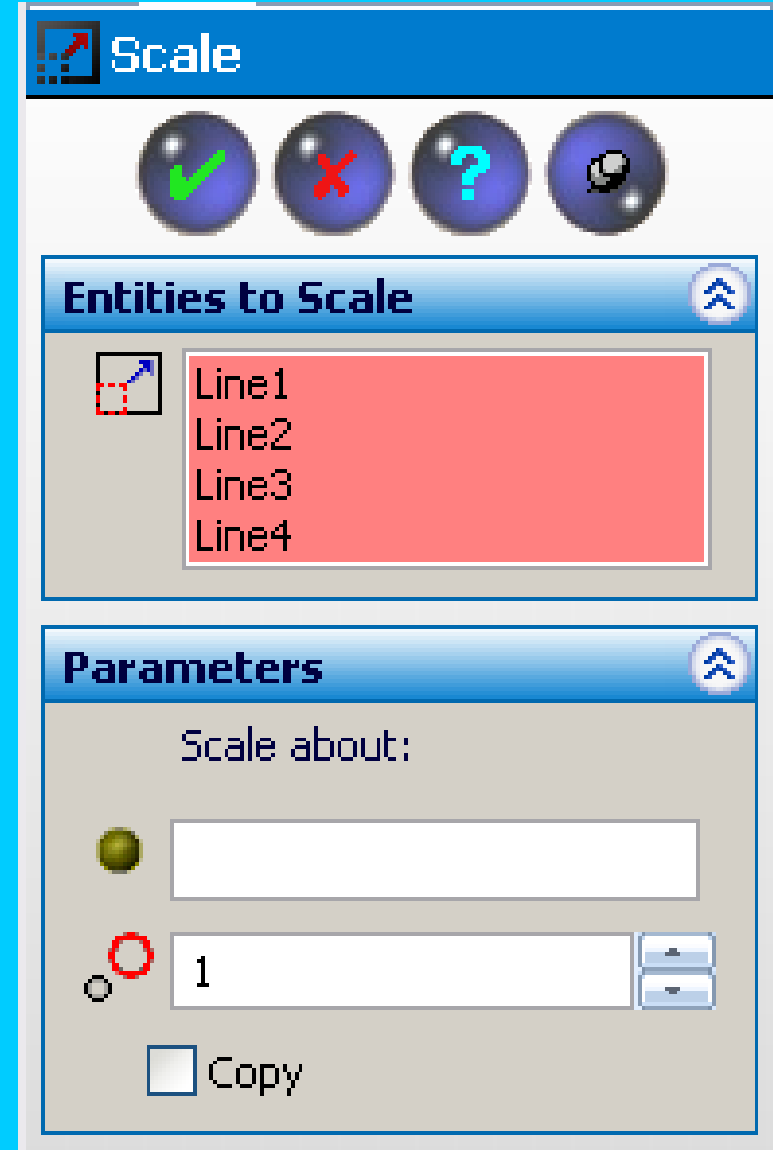 Scale
Entities to Scale
Line1
Line2
Line3
Line4
Parameters
Scale about:
1
Copy